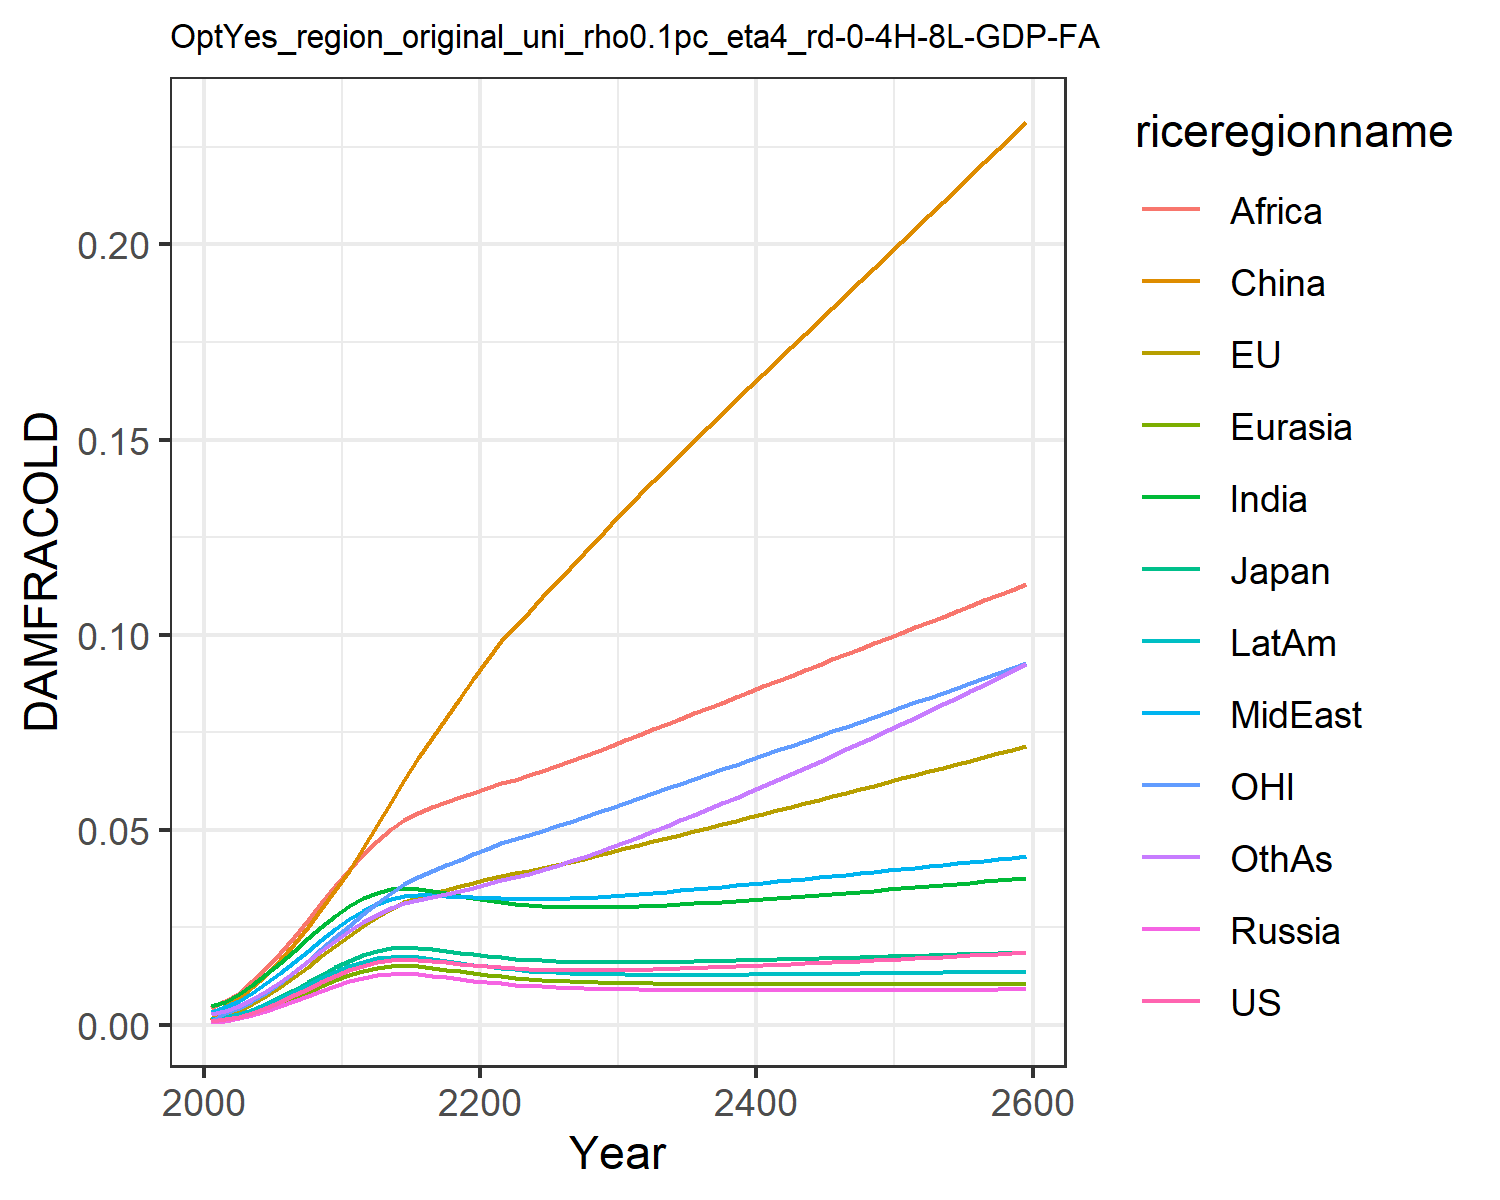 OptYes_region_original_uni_rho0.1pc_eta4_rd-0-4H-8L-GDP-FA
DAMFRACOLD
0.20
0.15
0.10
0.05
0.00
2000 2200 2400 2600
Year
riceregionname
Africa
China
EU
Eurasia
India
Japan
LatAm
MidEast
OHI
OthAs
Russia
US